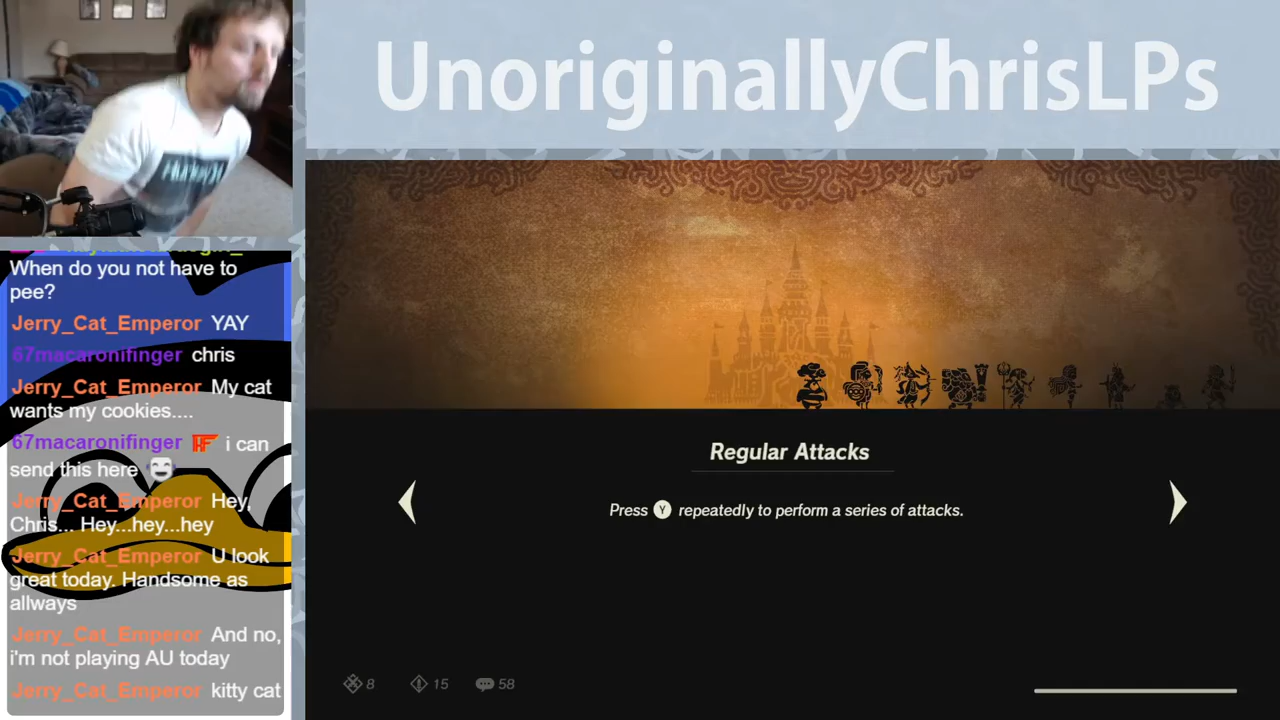 UnoriginallyChrisLPs
When do you not have to
pee?
Jerry_Cat_Emperor YAY
67macaronifinger chris
Jerry_Cat_Emperor My cat
wants my cookies....
67macaronifinger i can
send this here
Jerry_Cat_Emperor Hey,
Chris... Hey...hey...hey
Jerry_Cat_Emperor U look
great today. Handsome as
allways
Jerry_Cat_Emperor And no,
i'm not playing AU today
Jerry_Cat_Emperor kitty cat
Regular Attacks
Press Y repeatedly to perform a series of attacks.
8 15 58